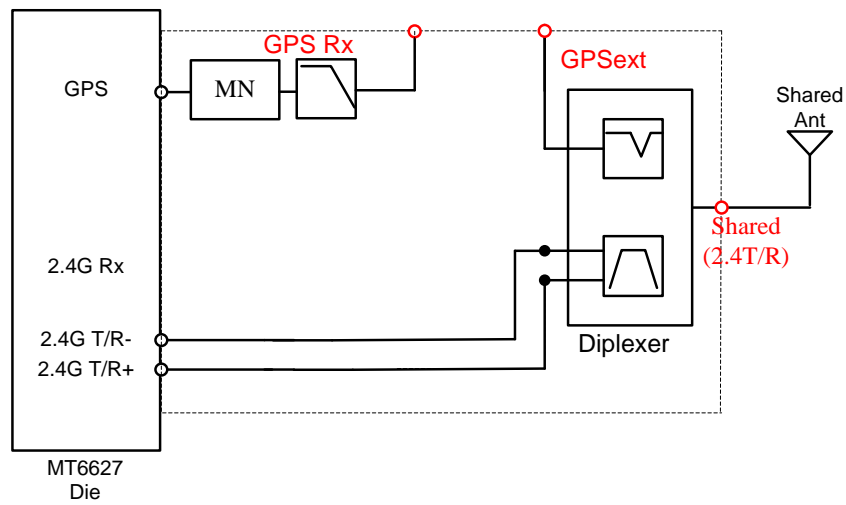 GPS Rx
GPSext
GPS
MN
Shared
Ant
Shared
(2.4T/R)
2.4G Rx
2.4G T/R-
2.4G T/R+
Diplexer
MT6627
Die